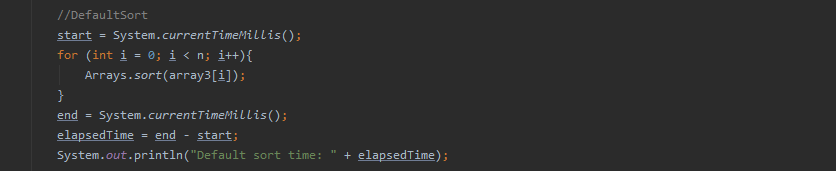 //DefaultSort
start = System.currentTimeMillis();
for (int i = 0; i < n; i++){
Arrays.sort(array3[i]);
}
end = System.currentTimeMillis();
elapsedTime = end - start;
System.out.println("Default sort time: " + elapsedTime);